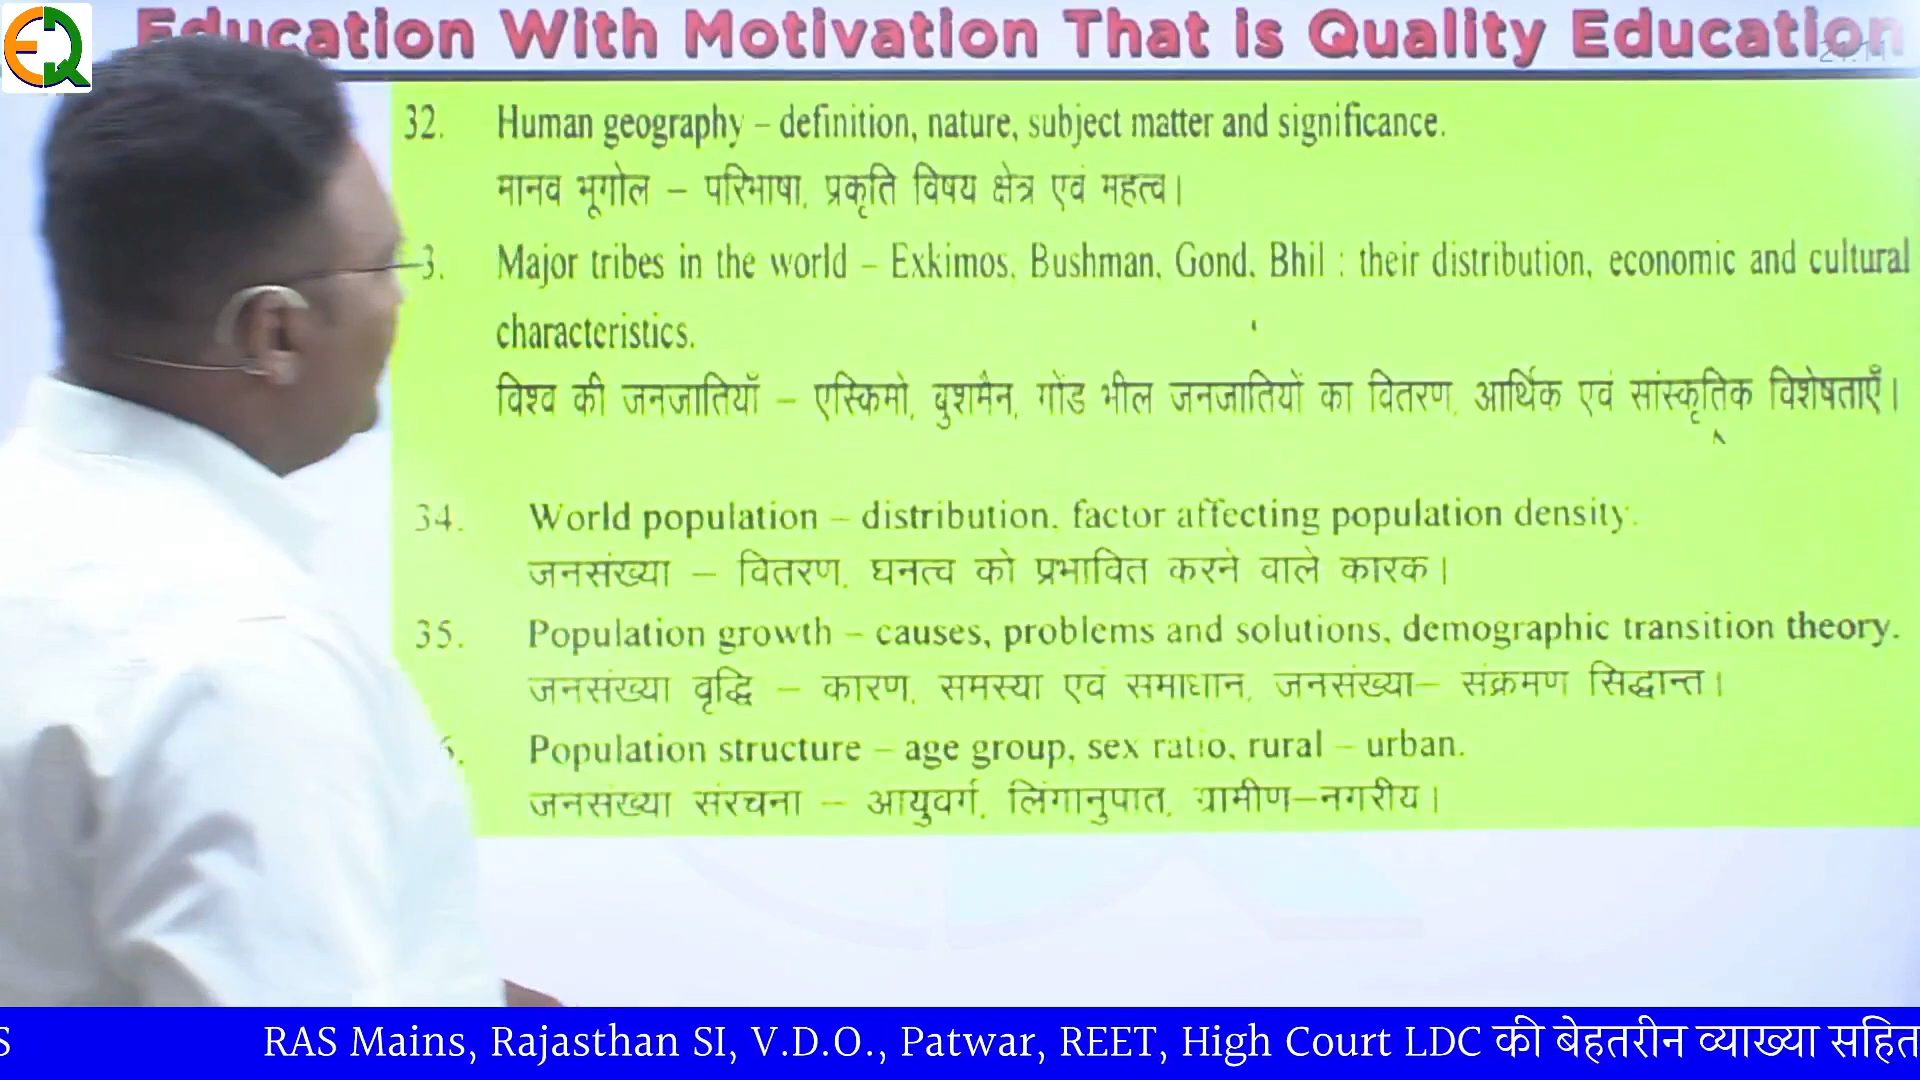 Education With Motivation That is Quality Education
EQ
32. Human geography – definition, nature, subject matter and significance.
मानव भूगोल – परिभाषा, प्रकृति विषय क्षेत्र एवं महत्व।
3. Major tribes in the world – Exkimos, Bushman, Gond, Bhil : their distribution, economic and cultural
characteristics.
विश्व की जनजातियाँ – एस्किमो, बुशमैन, गोंड भील जनजातियों का वितरण, आर्थिक एवं सांस्कृतिक विशेषताएँ।
34. World population – distribution, factor affecting population density.
जनसंख्या – वितरण, घनत्व को प्रभावित करने वाले कारक।
35. Population growth – causes, problems and solutions, demographic transition theory.
जनसंख्या वृद्धि – कारण, समस्या एवं समाधान, जनसंख्या– संक्रमण सिद्धान्त।
Population structure – age group, sex ratio, rural – urban.
जनसंख्या संरचना – आयुवर्ग, लिंगानुपात, ग्रामीण–नगरीय।
S RAS Mains, Rajasthan SI, V.D.O., Patwar, REET, High Court LDC की बेहतरीन व्याख्या सहित